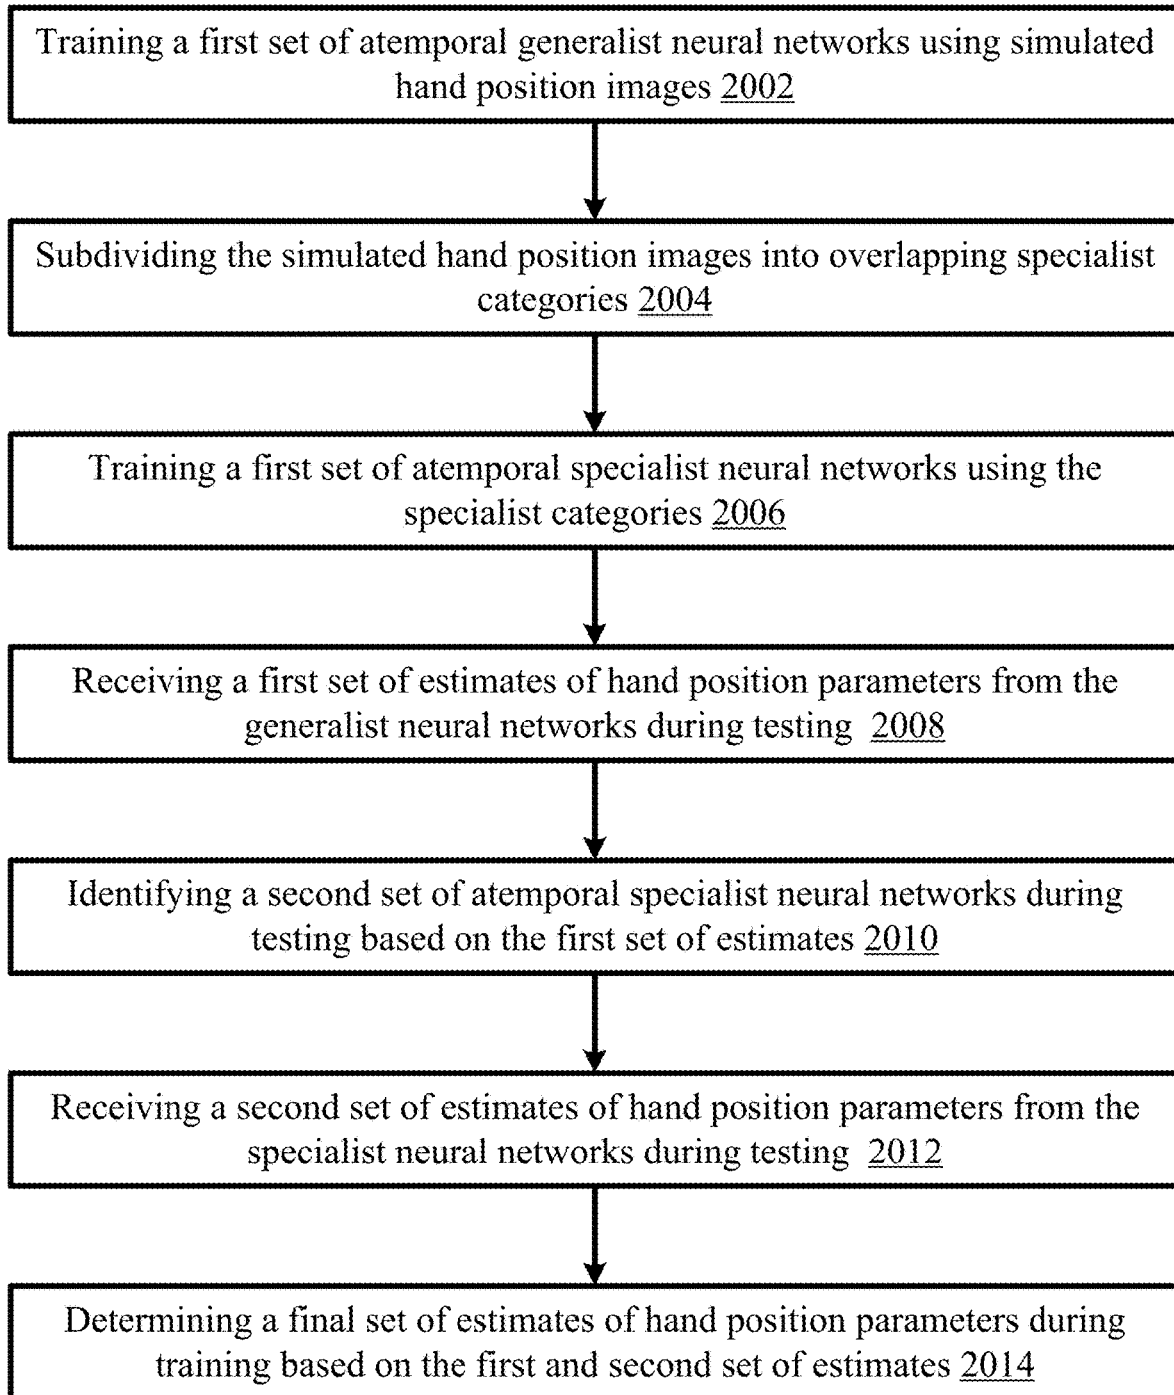 Training a first set of atemporal generalist neural networks using simulated
hand position images 2002
Subdividing the simulated hand position images into overlapping specialist
categories 2004
Training a first set of atemporal specialist neural networks using the
specialist categories 2006
Receiving a first set of estimates of hand position parameters from the
generalist neural networks during testing 2008
Identifying a second set of atemporal specialist neural networks during
testing based on the first set of estimates 2010
Receiving a second set of estimates of hand position parameters from the
specialist neural networks during testing 2012
Determining a final set of estimates of hand position parameters during
training based on the first and second set of estimates 2014